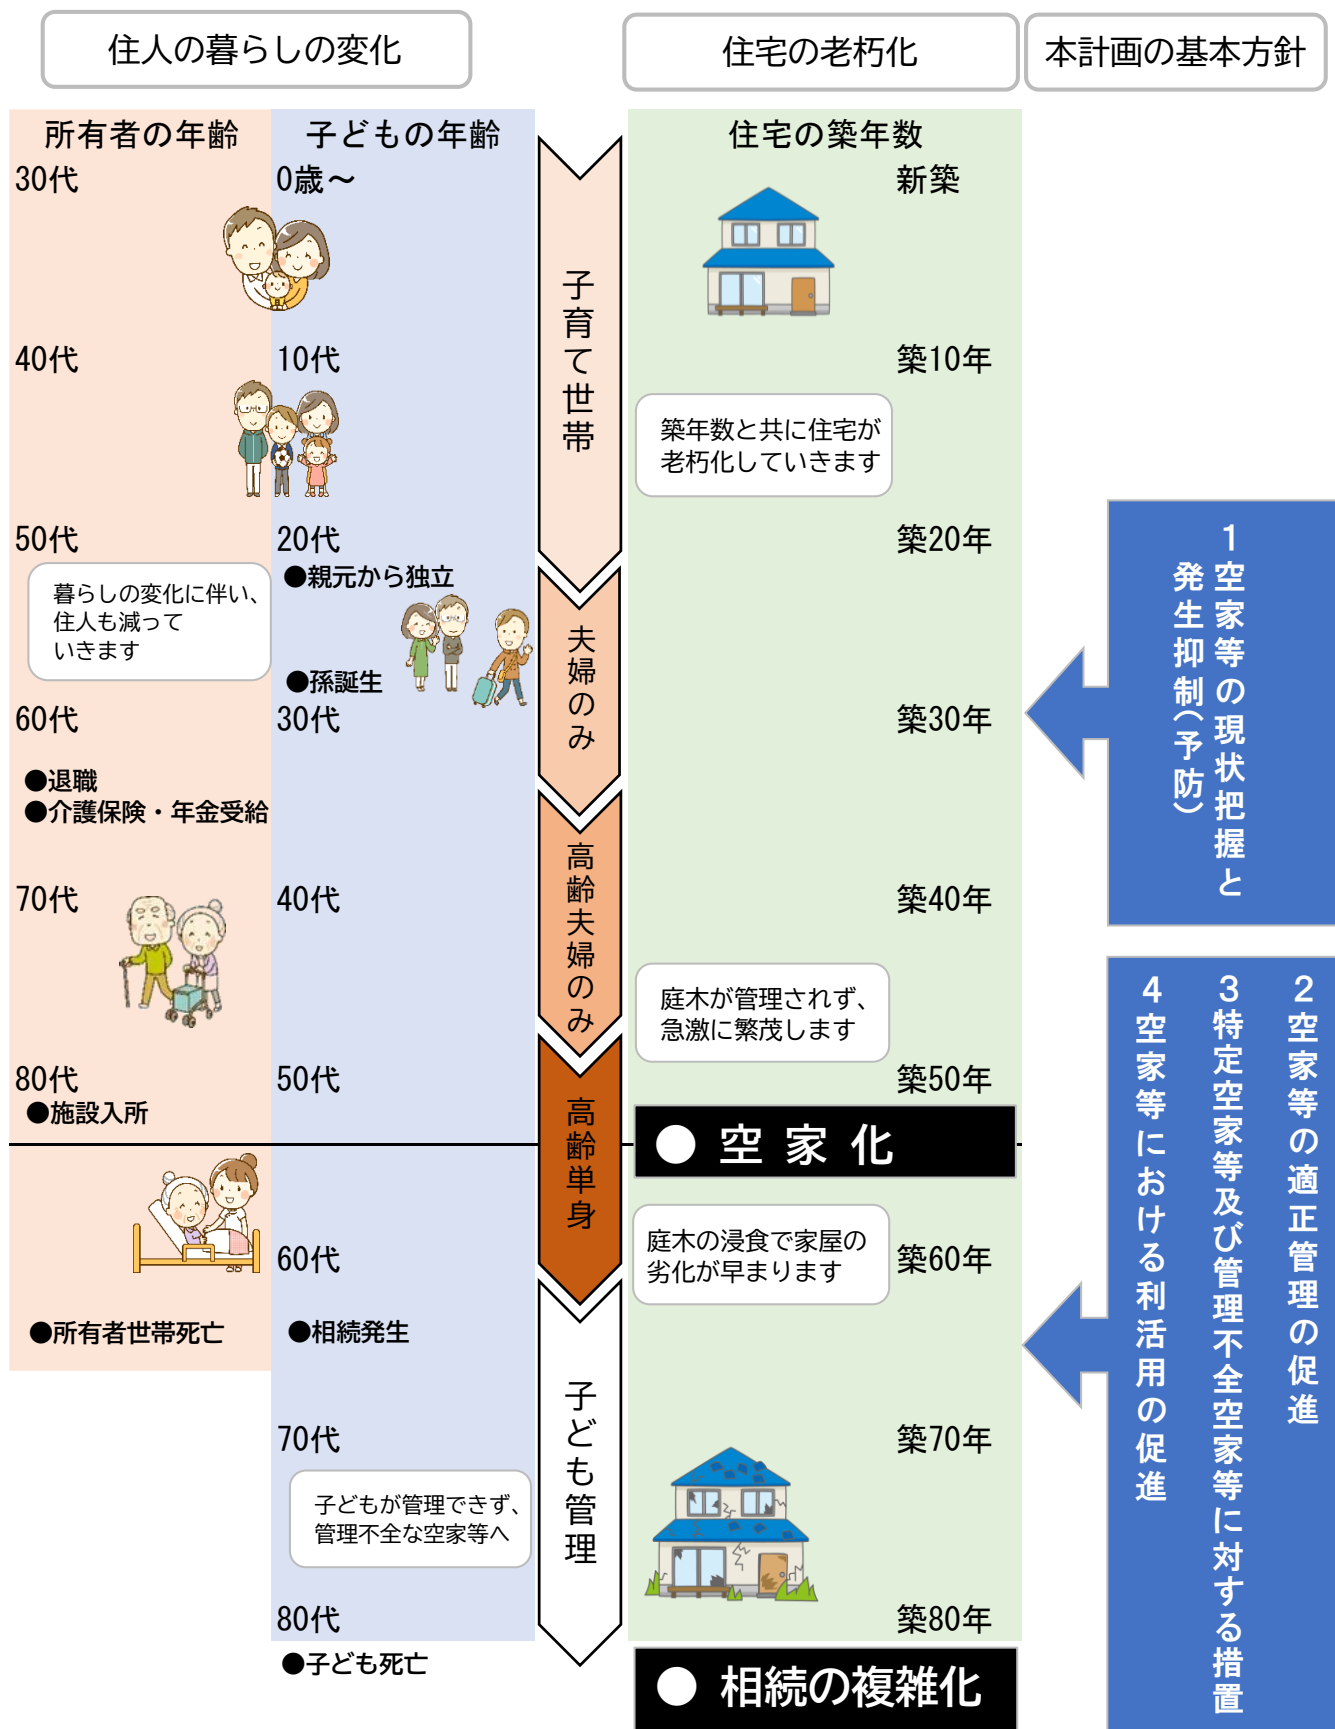 住人の暮らしの変化
住宅の老朽化
本計画の基本方針
所有者の年齢
子どもの年齢
住宅の築年数
30代
0歳～
新築
40代
10代
築10年
築年数と共に住宅が
老朽化していきます
子育て世帯
50代
20代
築20年
●親元から独立
暮らしの変化に伴い、
住人も減って
いきます
●孫誕生
夫婦のみ
60代
30代
築30年
●退職
●介護保険・年金受給
1空家等の現状把握と
発生抑制(予防)
70代
40代
築40年
高齢夫婦のみ
庭木が管理されず、
急激に繁茂します
80代
50代
築50年
●施設入所
● 空家化
高齢単身
庭木の浸食で家屋の
劣化が早まります
60代
築60年
●所有者世帯死亡
●相続発生
2空家等の適正管理の促進
3特定空家等及び管理不全空家等に対する措置
4空家等における利活用の促進
70代
築70年
子ども管理
子どもが管理できず、
管理不全な空家等へ
80代
築80年
●子ども死亡
● 相続の複雑化